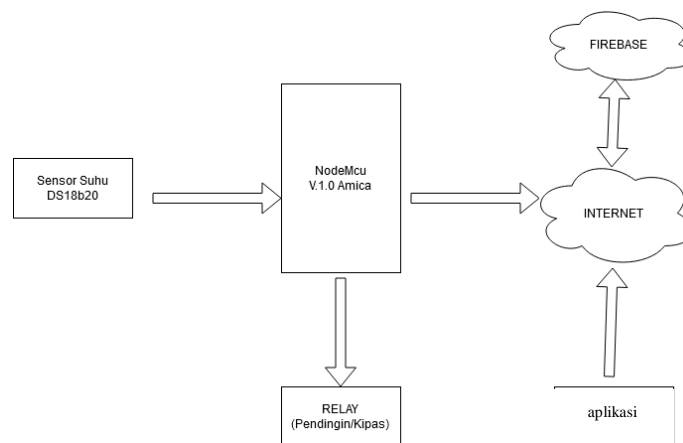 FIREBASE
NodeMcu
V.1.0 Amica
Sensor Suhu
DS18b20
INTERNET
RELAY
(Pendingin/Kipas)
aplikasi